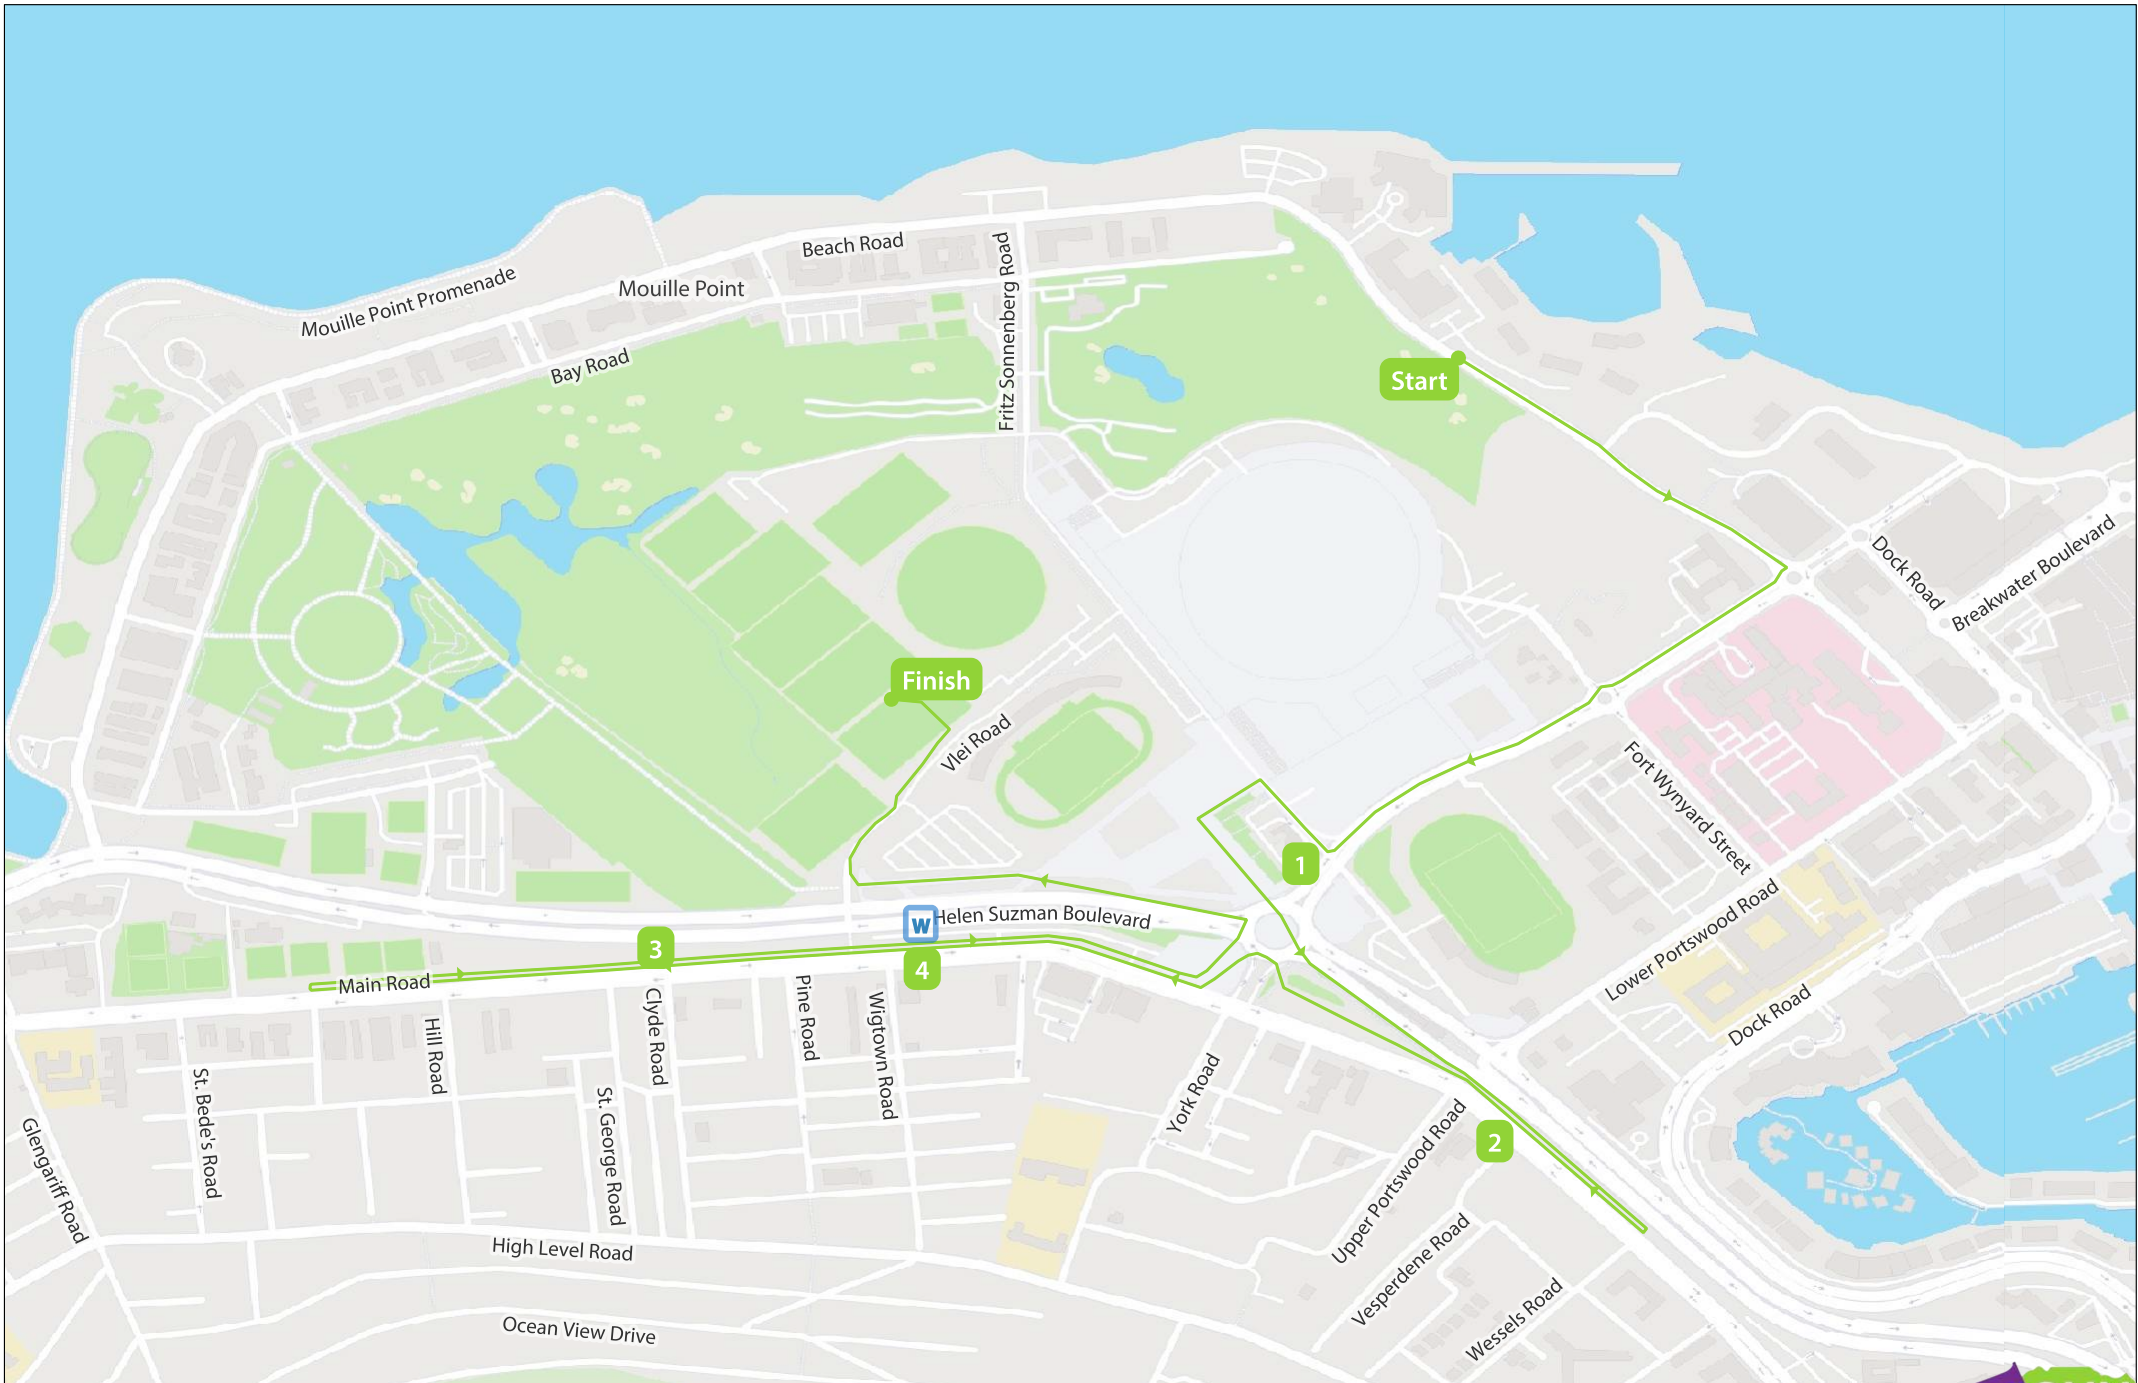 Beach Road
Mouille Point Promenade
Mouille Point
Fritz Sonnenberg Road
Bay Road
Start
Dock Road
Breakwater Boulevard
Finish
Vlei Road
Fort Wynyard Street
1
Lower Portswood Road
W
Helen Suzman Boulevard
3
4
Main Road
Dock Road
Hill Road
Clyde Road
Pine Road
Wigtown Road
St. Bede's Road
St. George Road
York Road
Upper Portswood Road
2
Glengariff Road
High Level Road
Vesperdene Road
Wessels Road
Ocean View Drive